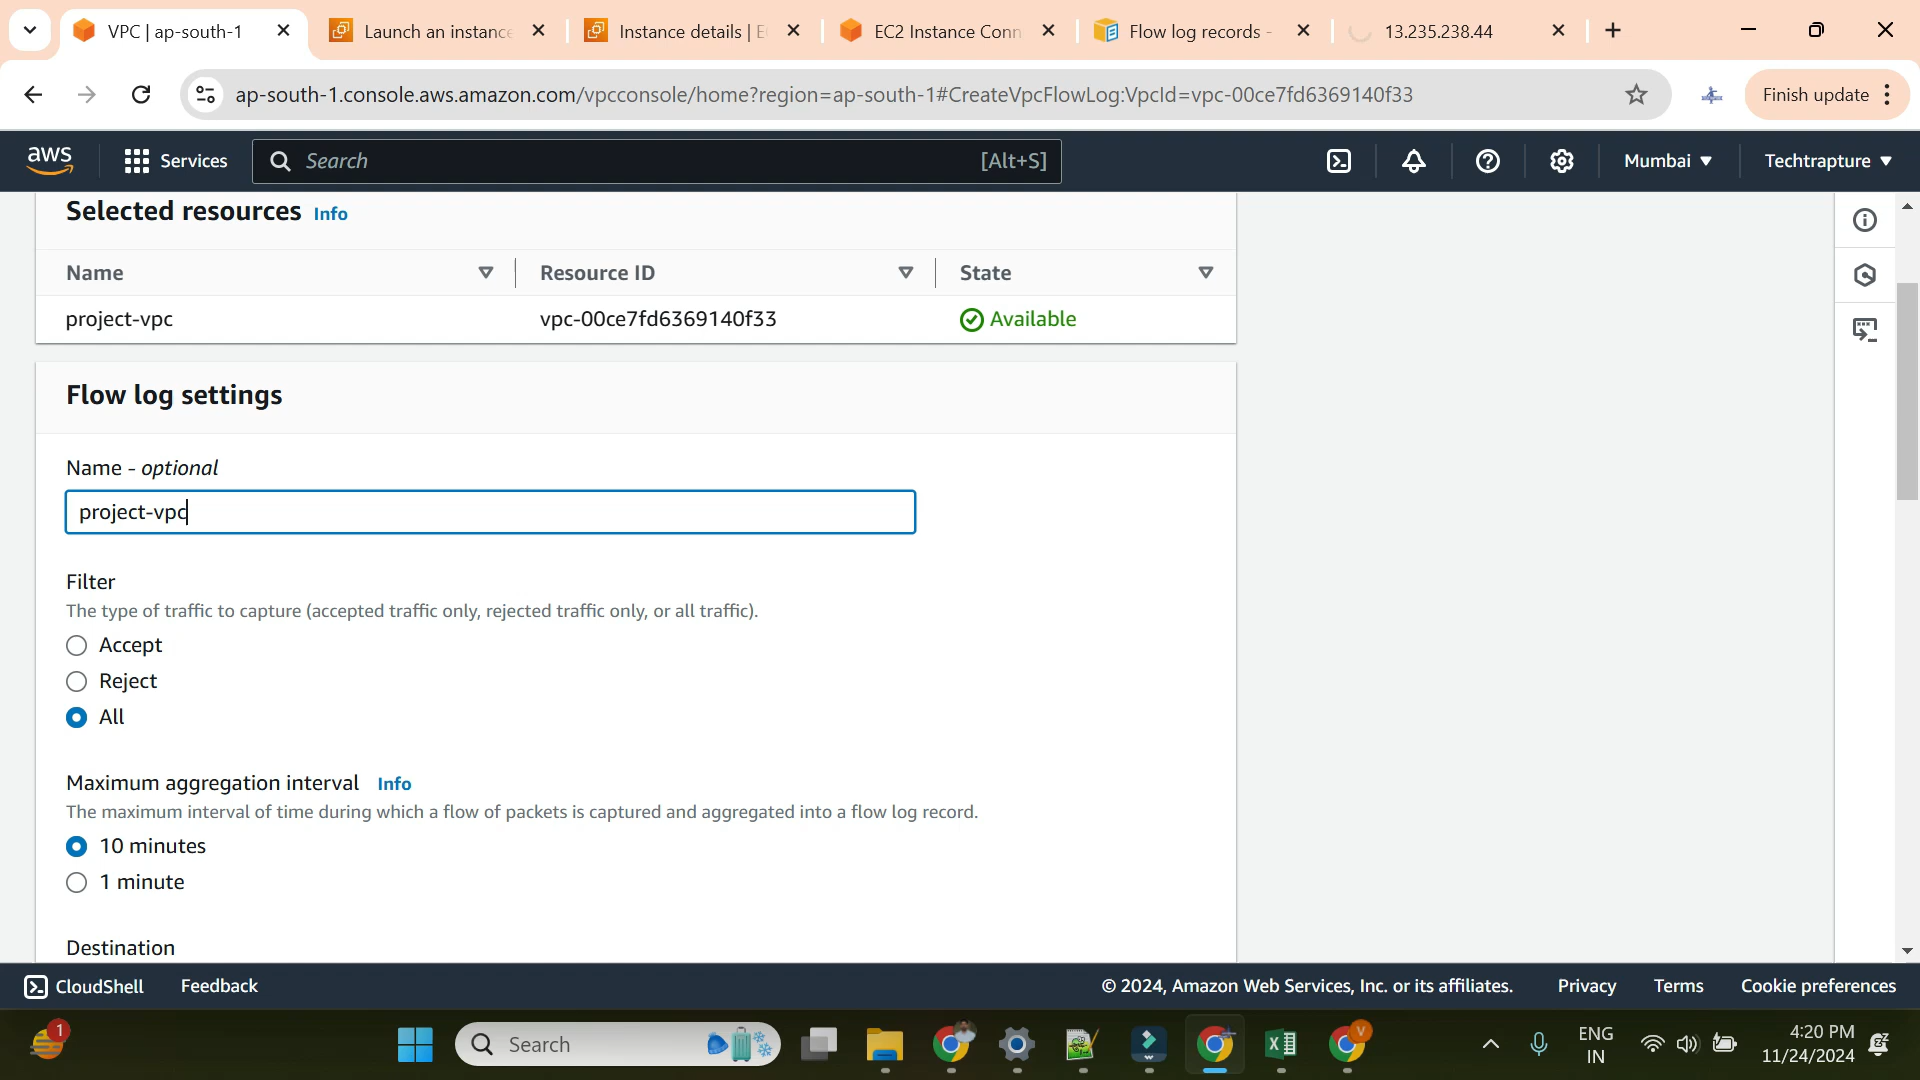 VPC | ap-south-1
Launch an instance
Instance details | E
EC2 Instance Conn
Flow log records -
13.235.238.44
ap-south-1.console.aws.amazon.com/vpcconsole/home?region=ap-south-1#CreateVpcFlowLog:VpcId=vpc-00ce7fd6369140f33
Finish update
aws
Services
Search
[Alt+S]
Mumbai
Techtrapture
Selected resources Info
Name
Resource ID
State
project-vpc
vpc-00ce7fd6369140f33
Available
Flow log settings
Name - optional
project-vpc
Filter
The type of traffic to capture (accepted traffic only, rejected traffic only, or all traffic).
Accept
Reject
All
Maximum aggregation interval Info
The maximum interval of time during which a flow of packets is captured and aggregated into a flow log record.
10 minutes
1 minute
Destination
CloudShell
Feedback
© 2024, Amazon Web Services, Inc. or its affiliates.
Privacy
Terms
Cookie preferences
1
Search
V
ENG
IN
4:20 PM
11/24/2024